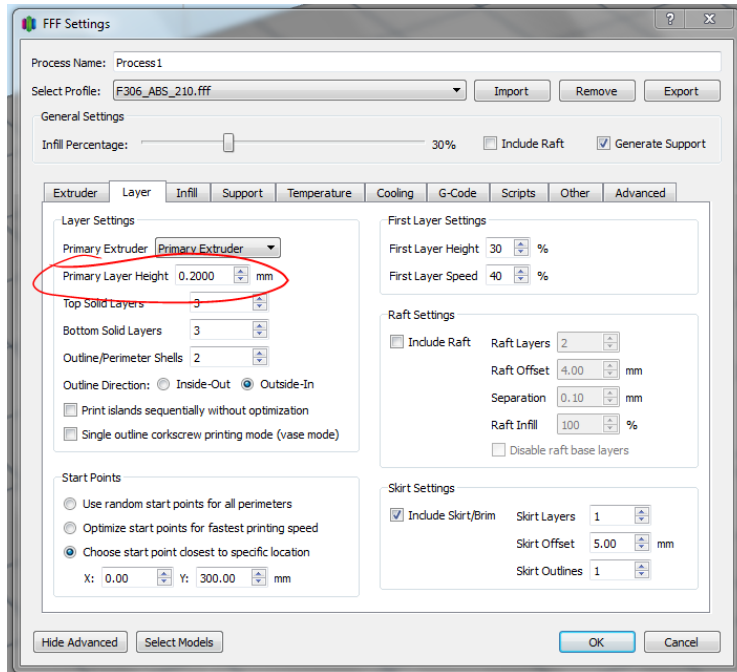 FFF Settings
Process Name: Process1
Select Profile: F306_ABS_210.fff Import Remove Export
General Settings
Infill Percentage: 30% Include Raft Generate Support
Extruder Layer Infill Support Temperature Cooling G-Code Scripts Other Advanced
Layer Settings
Primary Extruder Primary Extruder
Primary Layer Height 0.2000 mm
Top Solid Layers 3
Bottom Solid Layers 3
Outline/Perimeter Shells 2
Outline Direction: Inside-Out Outside-In
Print islands sequentially without optimization
Single outline corkscrew printing mode (vase mode)
Start Points
Use random start points for all perimeters
Optimize start points for fastest printing speed
Choose start point closest to specific location
X: 0.00 Y: 300.00 mm
First Layer Settings
First Layer Height 30 %
First Layer Speed 40 %
Raft Settings
Include Raft Raft Layers 2
Raft Offset 4.00 mm
Separation 0.10 mm
Raft Infill 100 %
Disable raft base layers
Skirt Settings
Include Skirt/Brim Skirt Layers 1
Skirt Offset 5.00 mm
Skirt Outlines 1
Hide Advanced Select Models OK Cancel